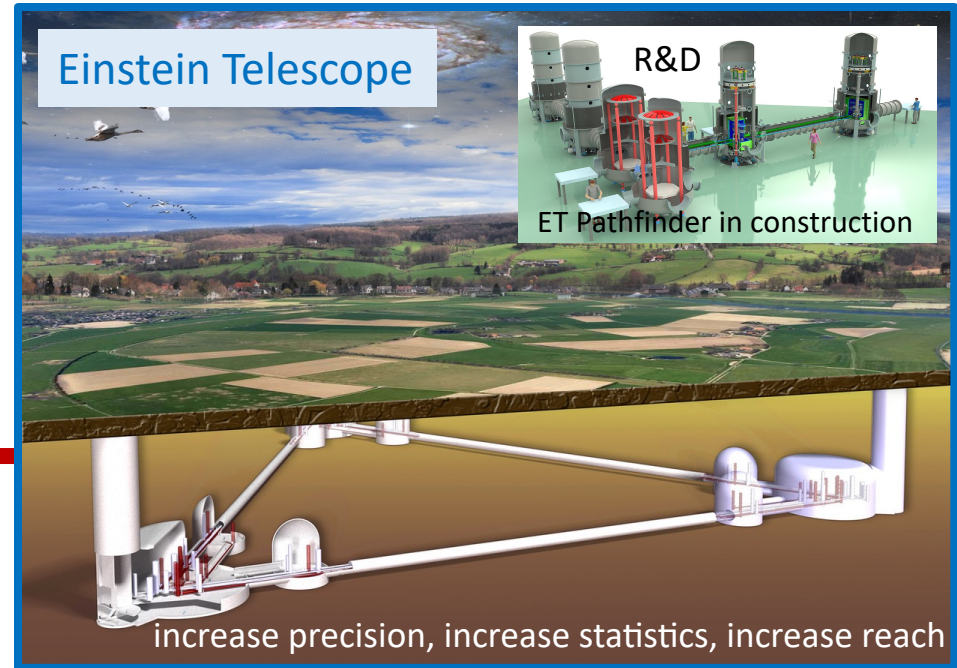 Einstein Telescope
R&D
ET Pathfinder in construction
increase precision, increase statistics, increase reach